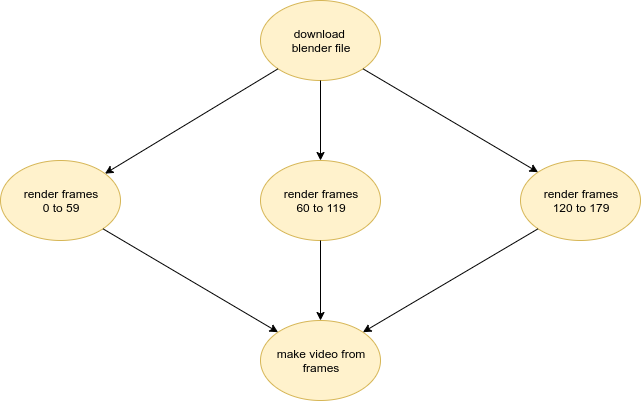 download
blender file
render frames
0 to 59
render frames
60 to 119
render frames
120 to 179
make video from
frames